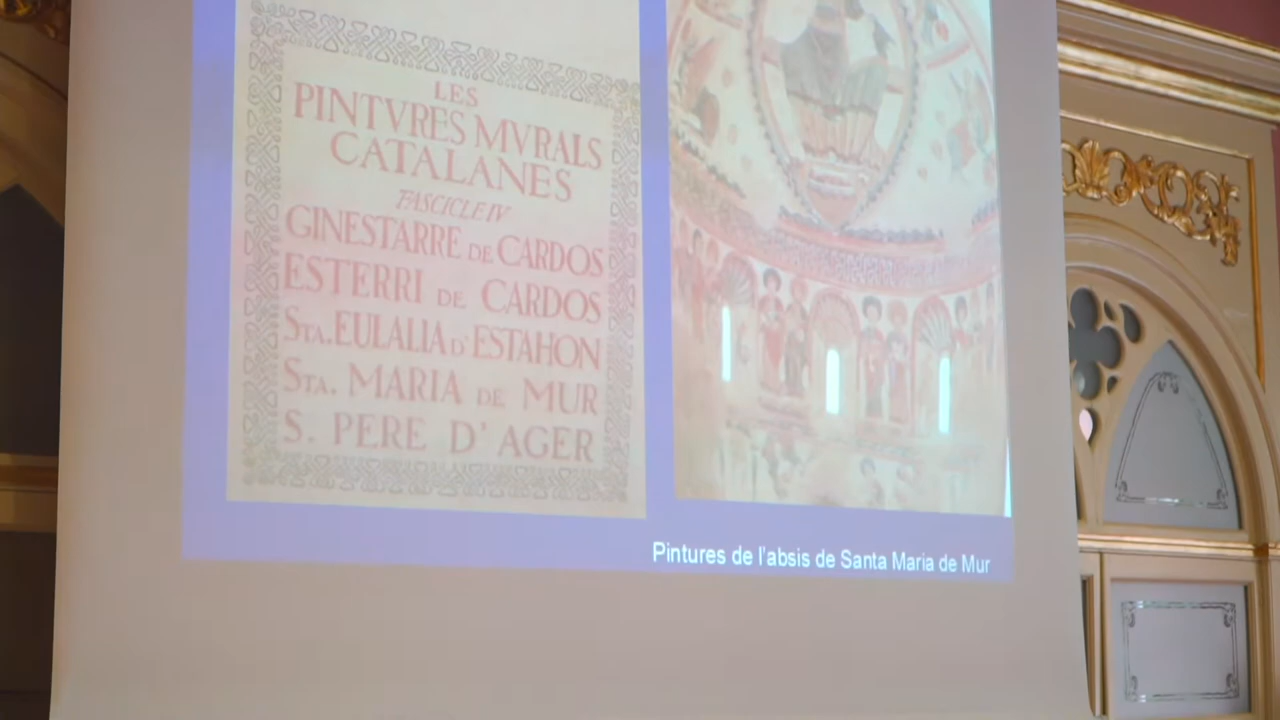 LES
PINTVRES MVRALS
CATALANES
FASCICLE IV
GINESTARRE DE CARDOS
ESTERRI DE CARDOS
STA. EULALIA D'ESTAHON
STA. MARIA DE MUR
S. PERE D'AGER
Pintures de l'absis de Santa Maria de Mur